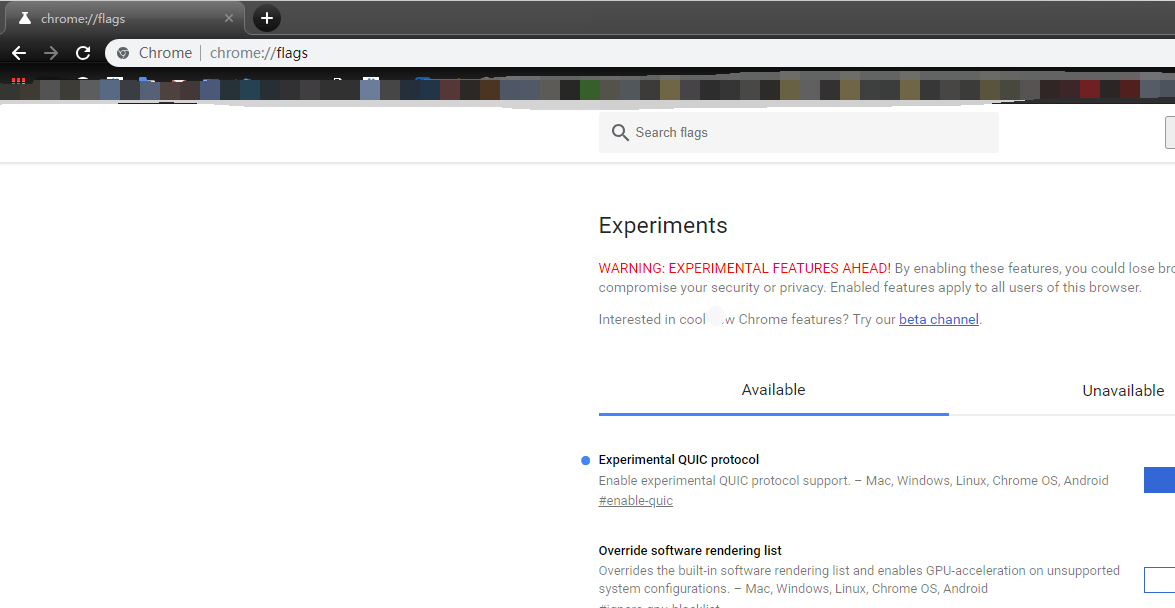 chrome://flags
Chrome | chrome://flags
Search flags
Experiments
WARNING: EXPERIMENTAL FEATURES AHEAD! By enabling these features, you could lose
compromise your security or privacy. Enabled features apply to all users of this browser.
Interested in cool Chrome features? Try our beta channel.
Available
Unavailable
Experimental QUIC protocol
Enable experimental QUIC protocol support. – Mac, Windows, Linux, Chrome OS, Android
#enable-quic
Override software rendering list
Overrides the built-in software rendering list and enables GPU-acceleration on unsupported
system configurations. – Mac, Windows, Linux, Chrome OS, Android